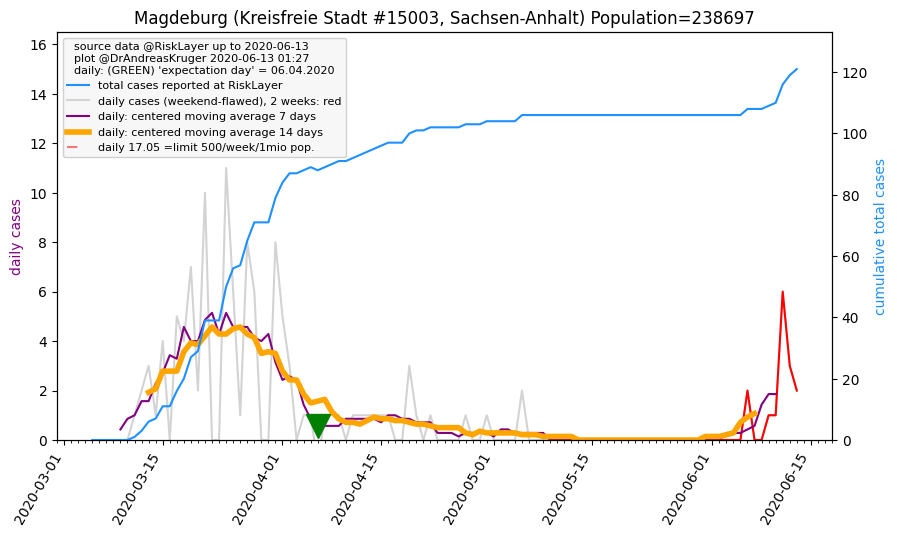 Magdeburg (Kreisfreie Stadt #15003, Sachsen-Anhalt) Population=238697
source data @RiskLayer up to 2020-06-13
plot @DrAndreasKruger 2020-06-13 01:27
daily: (GREEN) 'expectation day' = 06.04.2020
total cases reported at RiskLayer
daily cases (weekend-flawed), 2 weeks: red
daily: centered moving average 7 days
daily: centered moving average 14 days
daily 17.05 =limit 500/week/1mio pop.
daily cases
16
14
12
10
8
6
4
2
0
cumulative total cases
120
100
80
60
40
20
0
2020-03-01
2020-03-15
2020-04-01
2020-04-15
2020-05-01
2020-05-15
2020-06-01
2020-06-15